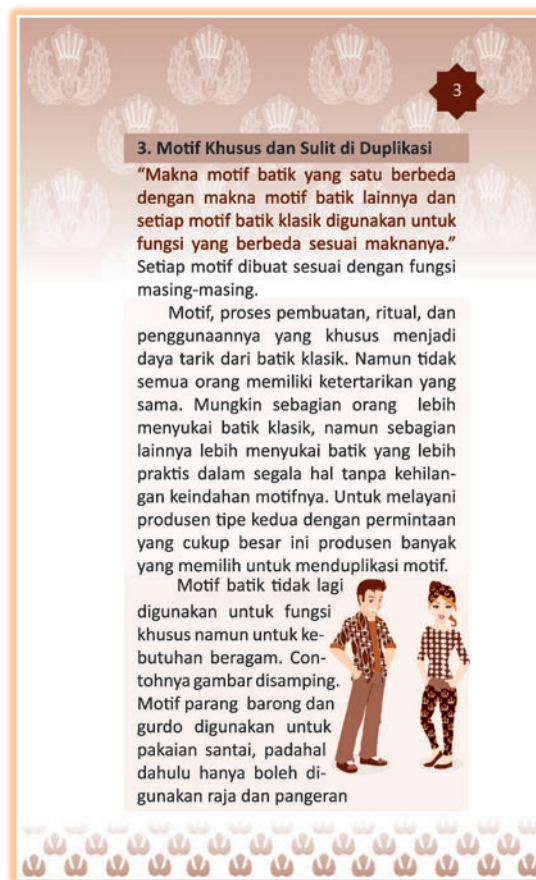 3
3. Motif Khusus dan Sulit di Duplikasi
“Makna motif batik yang satu berbeda
dengan makna motif batik lainnya dan
setiap motif batik klasik digunakan untuk
fungsi yang berbeda sesuai maknanya.”
Setiap motif dibuat sesuai dengan fungsi
masing-masing.
Motif, proses pembuatan, ritual, dan
penggunaannya yang khusus menjadi
daya tarik dari batik klasik. Namun tidak
semua orang memiliki ketertarikan yang
sama. Mungkin sebagian orang lebih
menyukai batik klasik, namun sebagian
lainnya lebih menyukai batik yang lebih
praktis dalam segala hal tanpa kehilan-
gan keindahan motifnya. Untuk melayani
produsen tipe kedua dengan permintaan
yang cukup besar ini produsen banyak
yang memilih untuk menduplikasi motif.
Motif batik tidak lagi
digunakan untuk fungsi
khusus namun untuk ke-
butuhan beragam. Con-
tohnya gambar disamping.
Motif parang barong dan
gurdo digunakan untuk
pakaian santai, padahal
dahulu hanya boleh di-
gunakan raja dan pangeran